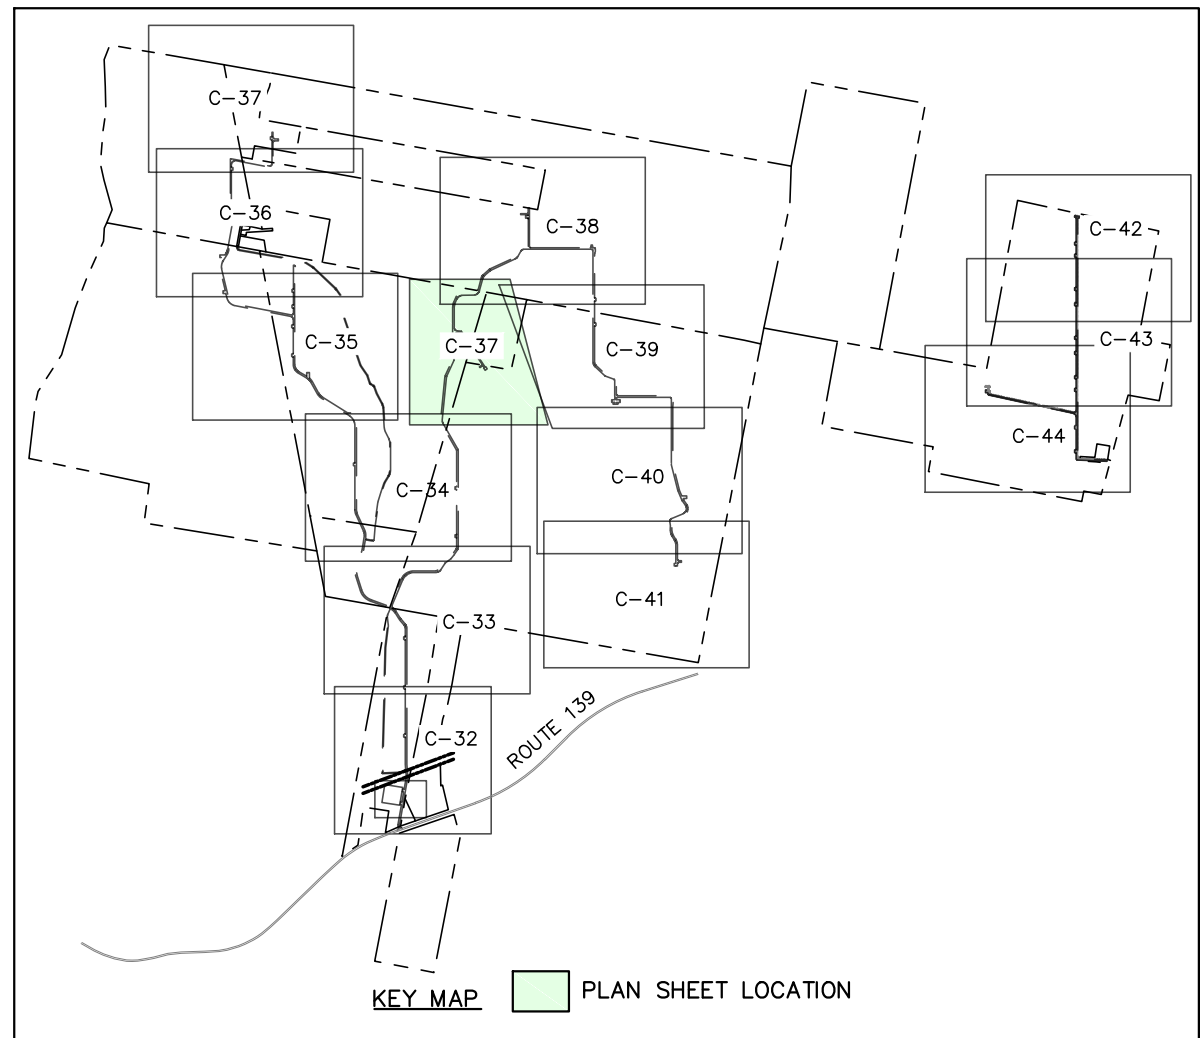 C-37
C-36
C-38
C-42
C-35
C-37
C-39
C-43
C-44
C-34
C-40
C-41
C-33
C-32
ROUTE 139
KEY MAP
PLAN SHEET LOCATION